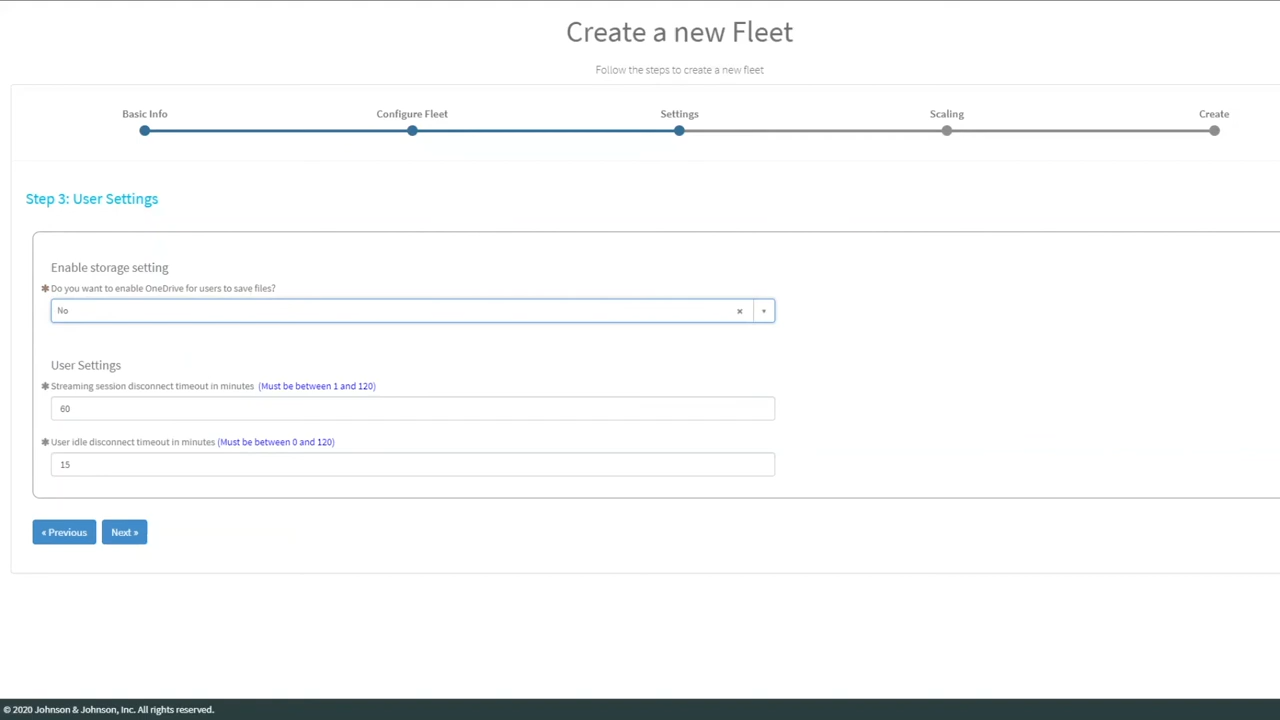 Create a new Fleet
Follow the steps to create a new fleet
Basic Info Configure Fleet Settings Scaling Create
Step 3: User Settings
Enable storage setting
✱ Do you want to enable OneDrive for users to save files?
No
User Settings
✱ Streaming session disconnect timeout in minutes (Must be between 1 and 120)
60
✱ User idle disconnect timeout in minutes (Must be between 0 and 120)
15
« Previous Next »
© 2020 Johnson & Johnson, Inc. All rights reserved.